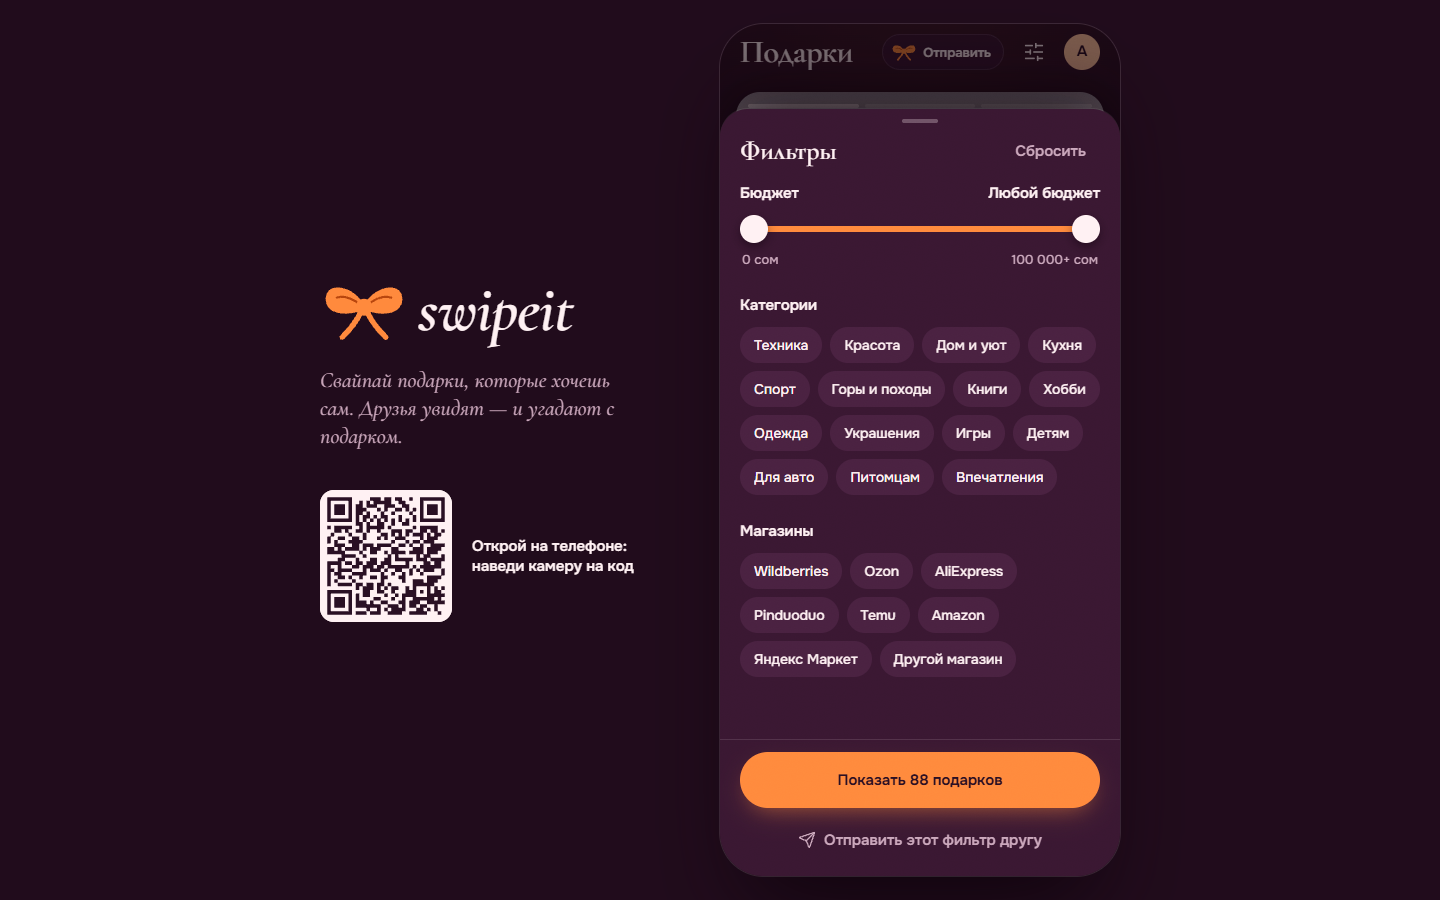 Подарки
Отправить
A
Фильтры
Сбросить
Бюджет
Любой бюджет
0 сом
100 000+ сом
Категории
Техника
Красота
Дом и уют
Кухня
Спорт
Горы и походы
Книги
Хобби
Одежда
Украшения
Игры
Детям
Для авто
Питомцам
Впечатления
Магазины
Wildberries
Ozon
AliExpress
Pinduoduo
Temu
Amazon
Яндекс Маркет
Другой магазин
Показать 88 подарков
Отправить этот фильтр другу
swipeit
Свайпай подарки, которые хочешь
сам. Друзья увидят — и угадают с
подарком.
Открой на телефоне:
наведи камеру на код